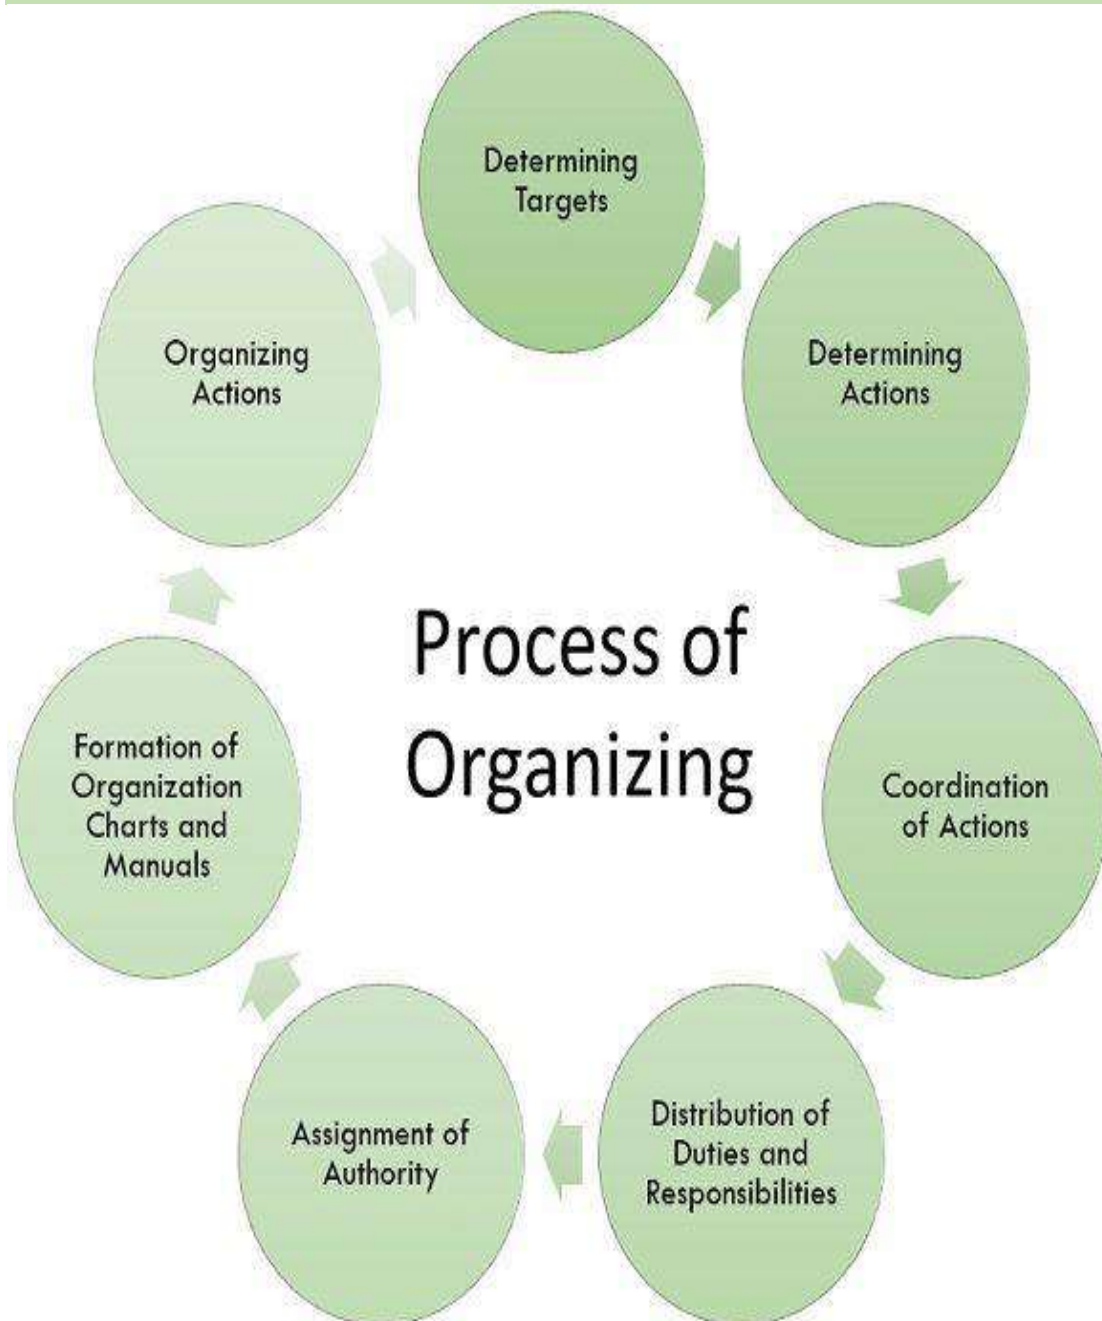 Determining
Targets
Determining
Actions
Coordination
of Actions
Distribution of
Duties and
Responsibilities
Assignment of
Authority
Formation of
Organization
Charts and
Manuals
Organizing
Actions
Process of
Organizing